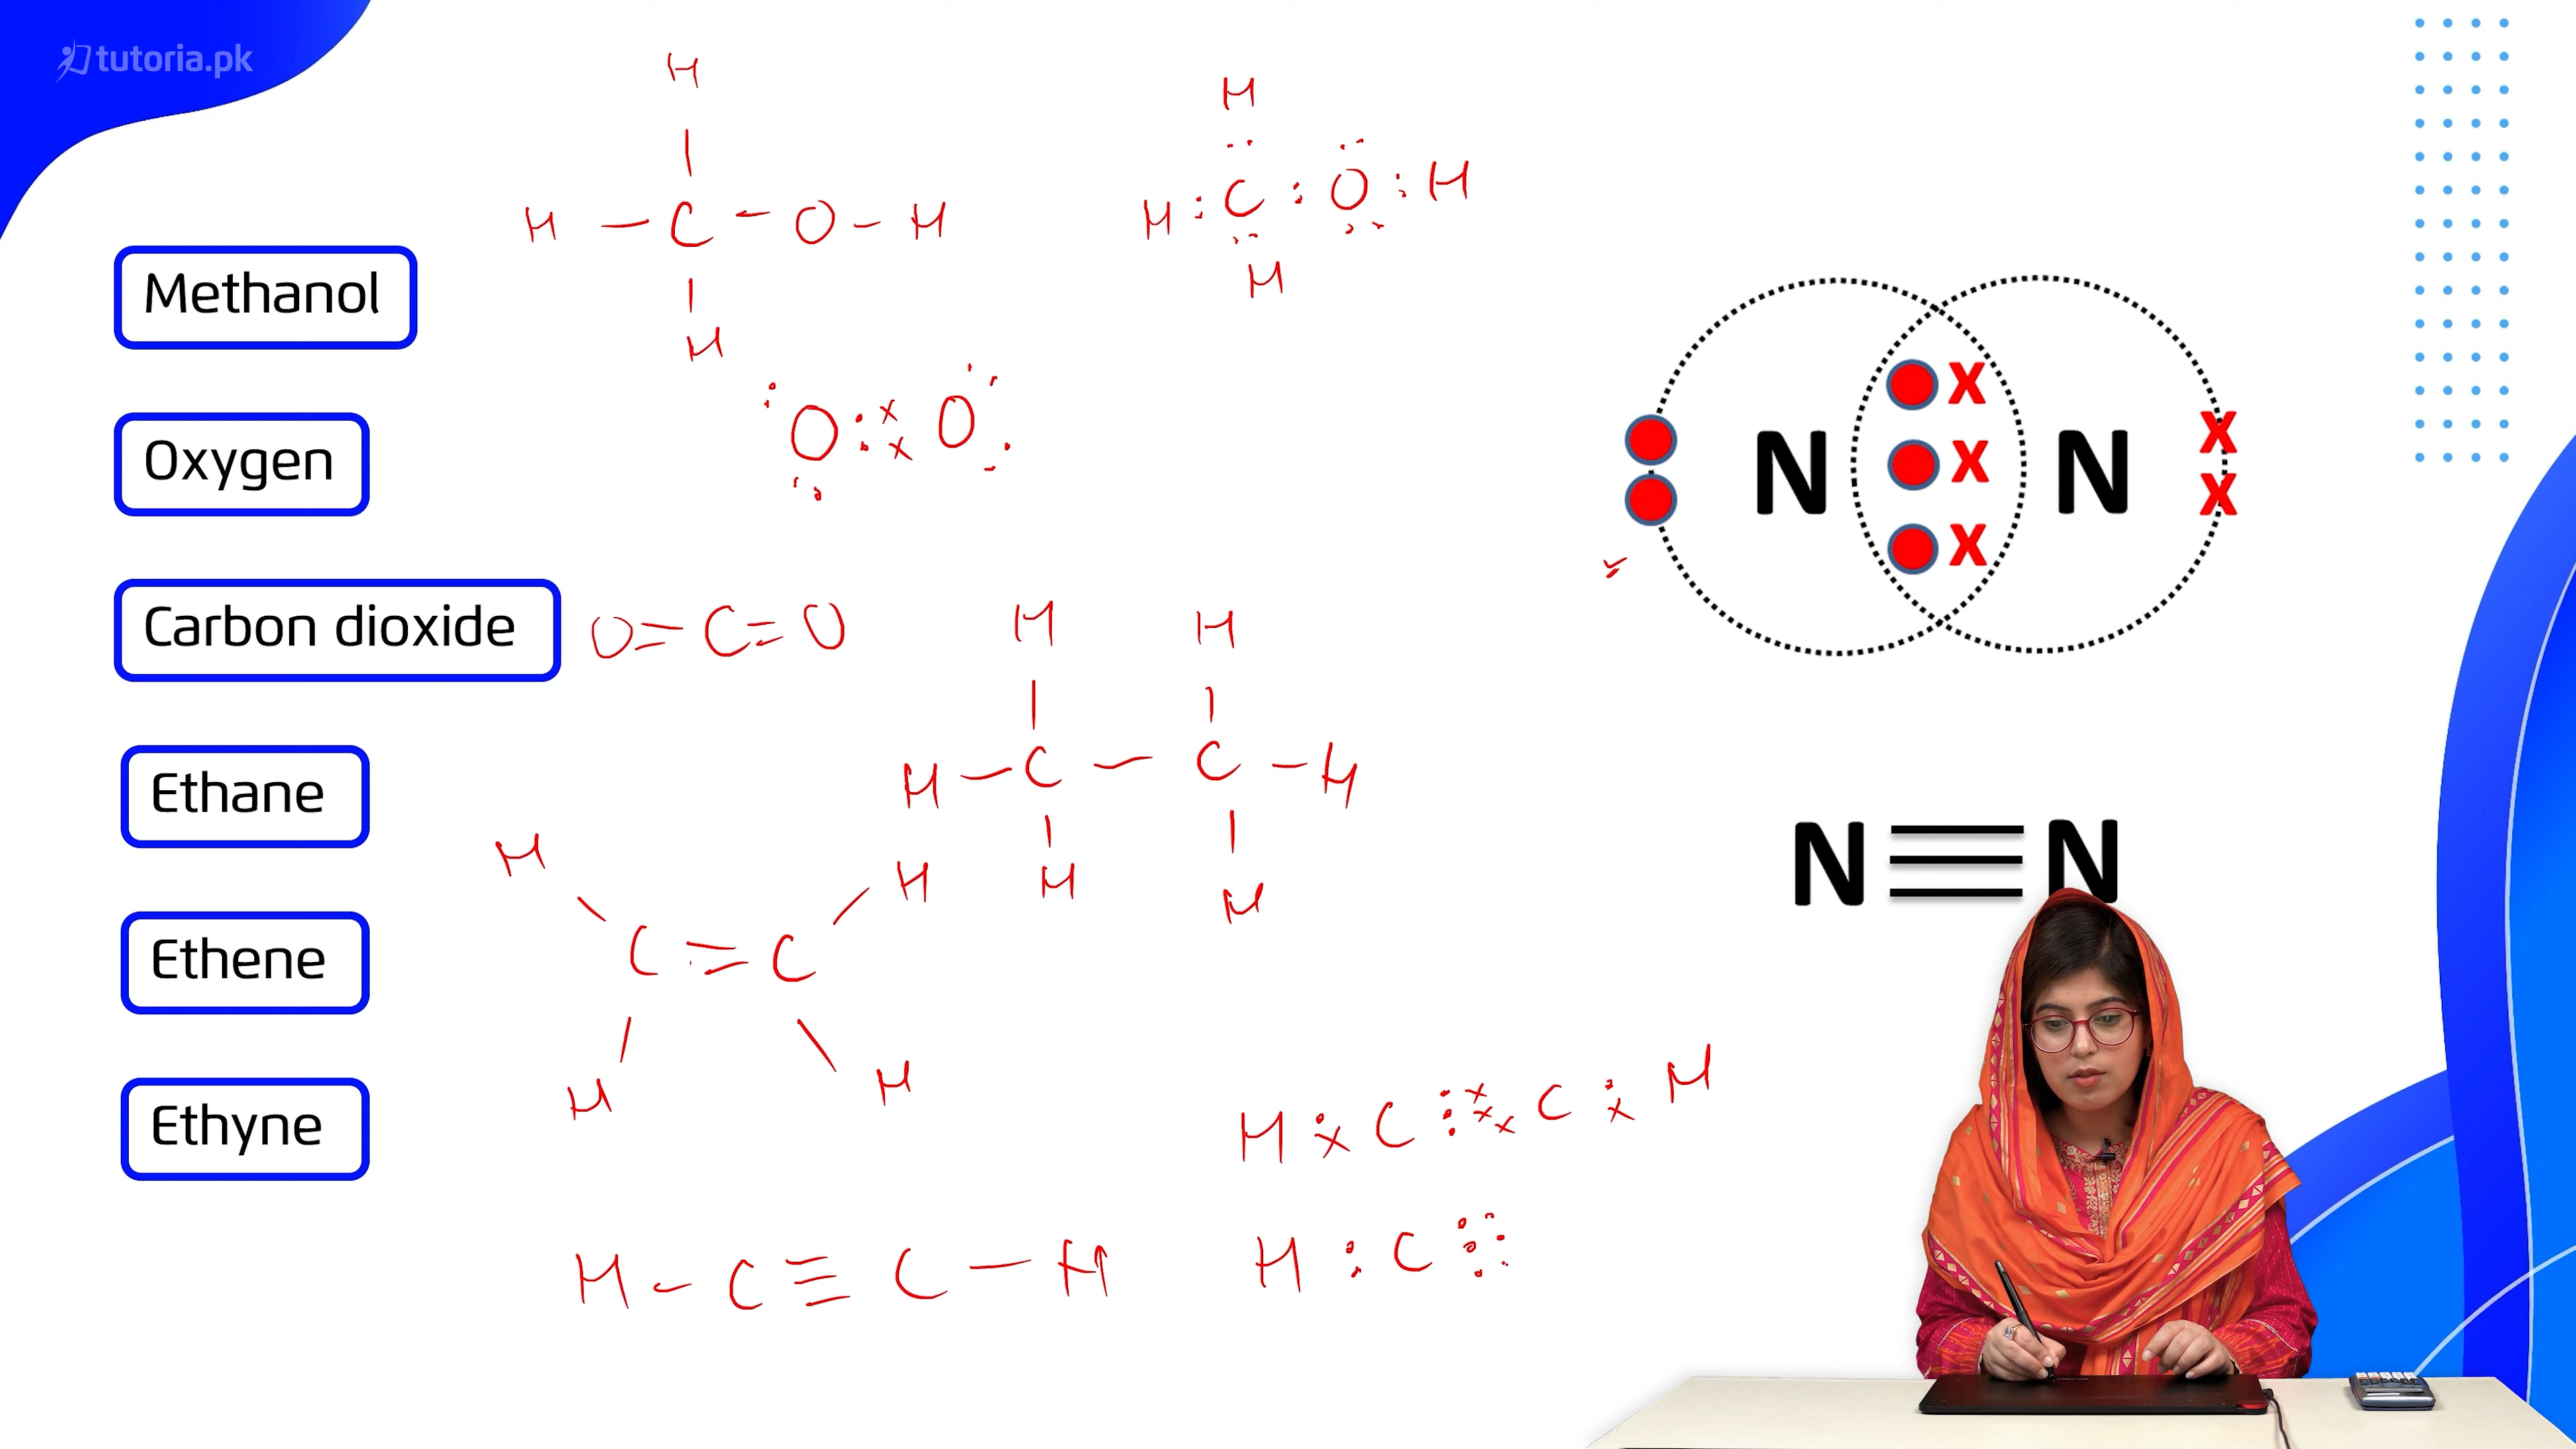 tutoria.pk
Methanol
Oxygen
Carbon dioxide
Ethane
Ethene
Ethyne
H
H - C - O - H
H
H
H : C : O : H
H
O : x x O
O = C = O
H H
H - C - C - H
H H
H H
C = C
H H
H x C : x x x C x H
H - C ≡ C - H
H : C
N x x x N x x
N ≡ N